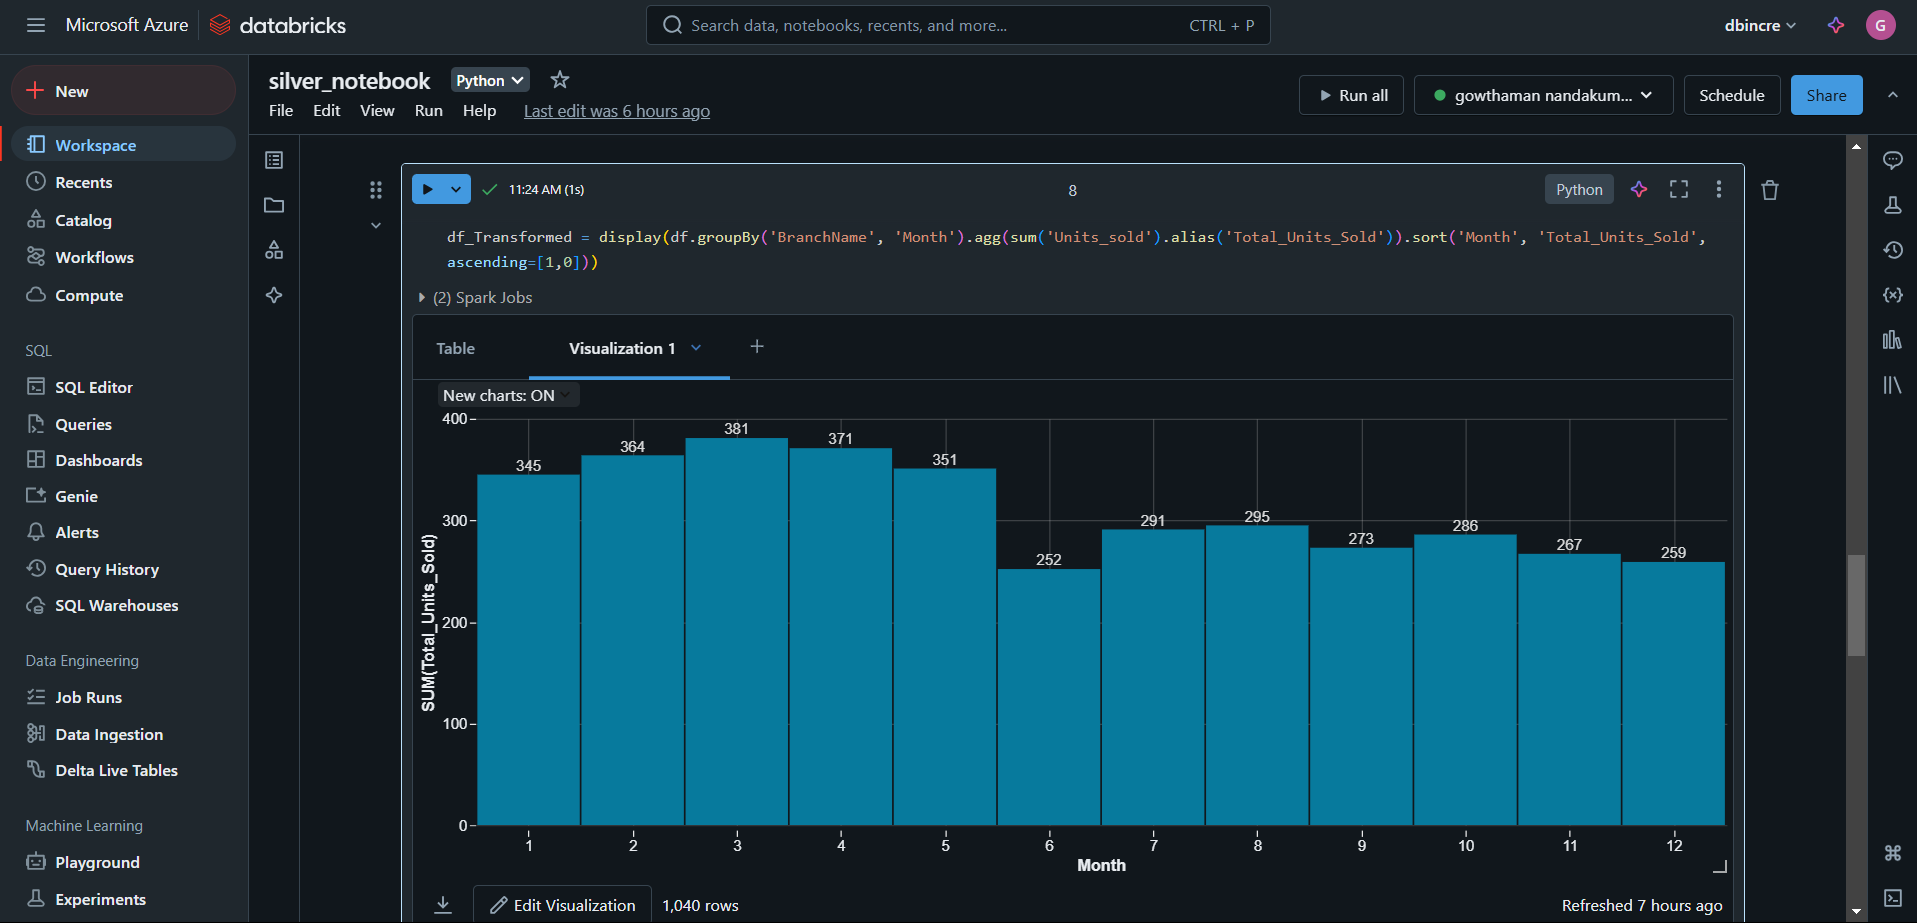 Microsoft Azure databricks
Search data, notebooks, recents, and more... CTRL + P
dbincre
G
New
Workspace
Recents
Catalog
Workflows
Compute
SQL
SQL Editor
Queries
Dashboards
Genie
Alerts
Query History
SQL Warehouses
Data Engineering
Job Runs
Data Ingestion
Delta Live Tables
Machine Learning
Playground
Experiments
silver_notebook Python
File Edit View Run Help Last edit was 6 hours ago
Run all gowthaman nandakum... Schedule Share
11:24 AM (1s) 8 Python
df_Transformed = display(df.groupBy('BranchName', 'Month').agg(sum('Units_sold').alias('Total_Units_Sold')).sort('Month', 'Total_Units_Sold',
ascending=[1,0]))
(2) Spark Jobs
Table Visualization 1 +
New charts: ON
SUM(Total_Units_Sold)
400
300
200
100
0
345 364 381 371 351 252 291 295 273 286 267 259
1 2 3 4 5 6 7 8 9 10 11 12
Month
Edit Visualization 1,040 rows Refreshed 7 hours ago